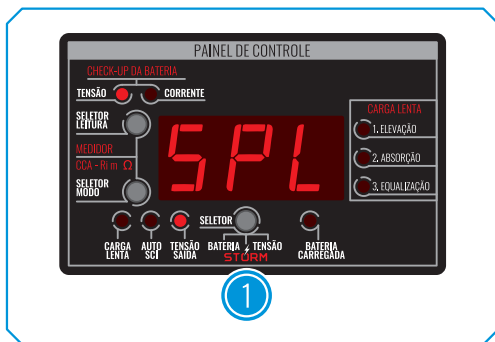 PAINEL DE CONTROLE
CHECK-UP DA BATERIA
TENSÃO CORRENTE
SELETOR
LEITURA
MEDIDOR
CCA - Ri m Ω
SELETOR
MODO
SPL
CARGA LENTA
1. ELEVAÇÃO
2. ABSORÇÃO
3. EQUALIZAÇÃO
CARGA
LENTA
AUTO
SCI
TENSÃO
SAÍDA
SELETOR
BATERIA TENSÃO
STORM
BATERIA
CARREGADA
1